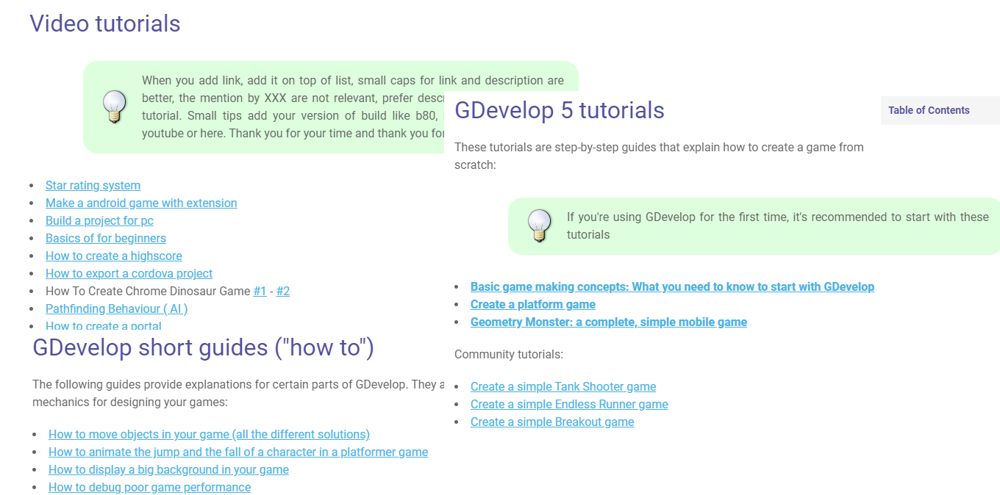 Video tutorials
When you add link, add it on top of list, small caps for link and description are
better, the mention by XXX are not relevant, prefer
tutorial. Small tips add your version of build like b80,
youtube or here. Thank you for your time and thank you for
Star rating system
Make a android game with extension
Build a project for pc
Basics of for beginners
How to create a highscore
How to export a cordova project
How To Create Chrome Dinosaur Game #1 - #2
Pathfinding Behaviour ( AI )
How to create a portal
GDevelop short guides ("how to")
The following guides provide explanations for certain parts of GDevelop. They
mechanics for designing your games:
How to move objects in your game (all the different solutions)
How to animate the jump and the fall of a character in a platformer game
How to display a big background in your game
How to debug poor game performance
GDevelop 5 tutorials
Table of Contents
These tutorials are step-by-step guides that explain how to create a game from
scratch:
If you're using GDevelop for the first time, it's recommended to start with these
tutorials
Basic game making concepts: What you need to know to start with GDevelop
Create a platform game
Geometry Monster: a complete, simple mobile game
Community tutorials:
Create a simple Tank Shooter game
Create a simple Endless Runner game
Create a simple Breakout game